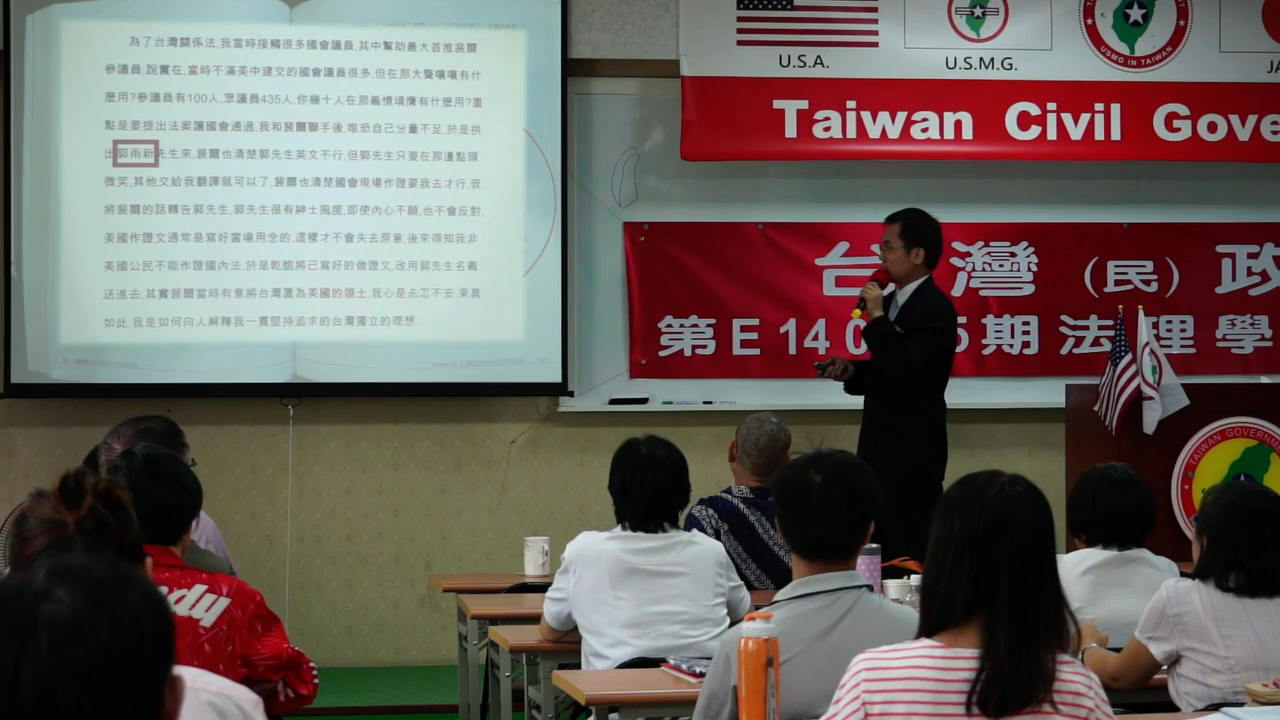 為了台灣關係法,我當時接觸很多國會議員,其中幫助最大首推裴爾
參議員,說實在,當時不滿美中建交的國會議員很多,但在那大聲嚷嚷有什
麼用?參議員有100人,眾議員435人,你幾十人在那義憤填膺有什麼用?重
點是要提出法案讓國會通過,我和裴爾聯手後,唯恐自己分量不足,於是拱
出郭雨新先生來,裴爾也清楚郭先生英文不行,但郭先生只要在那邊點頭
微笑,其他交給我翻譯就可以了,裴爾也清楚國會現場作證要我去才行,我
將裴爾的話轉告郭先生,郭先生很有紳士風度,即使內心不願,也不會反對,
美國作證文通常是寫好當場用念的,這樣才不會失去原意,後來得知我非
美國公民不能作證國內法,於是乾脆將已寫好的做證文,改用郭先生名義
送進去,其實裴爾當時有意將台灣置為美國的領土,我心是忐忑不安,果真
如此,我是如何向人解釋我一貫堅持追求的台灣獨立的理想.
U.S.A.
U.S.M.G.
USMG IN TAIWAN
JA
Taiwan Civil Gove
台灣（民）政
第E14 0 5期法理學
TAIWAN GOVERNM